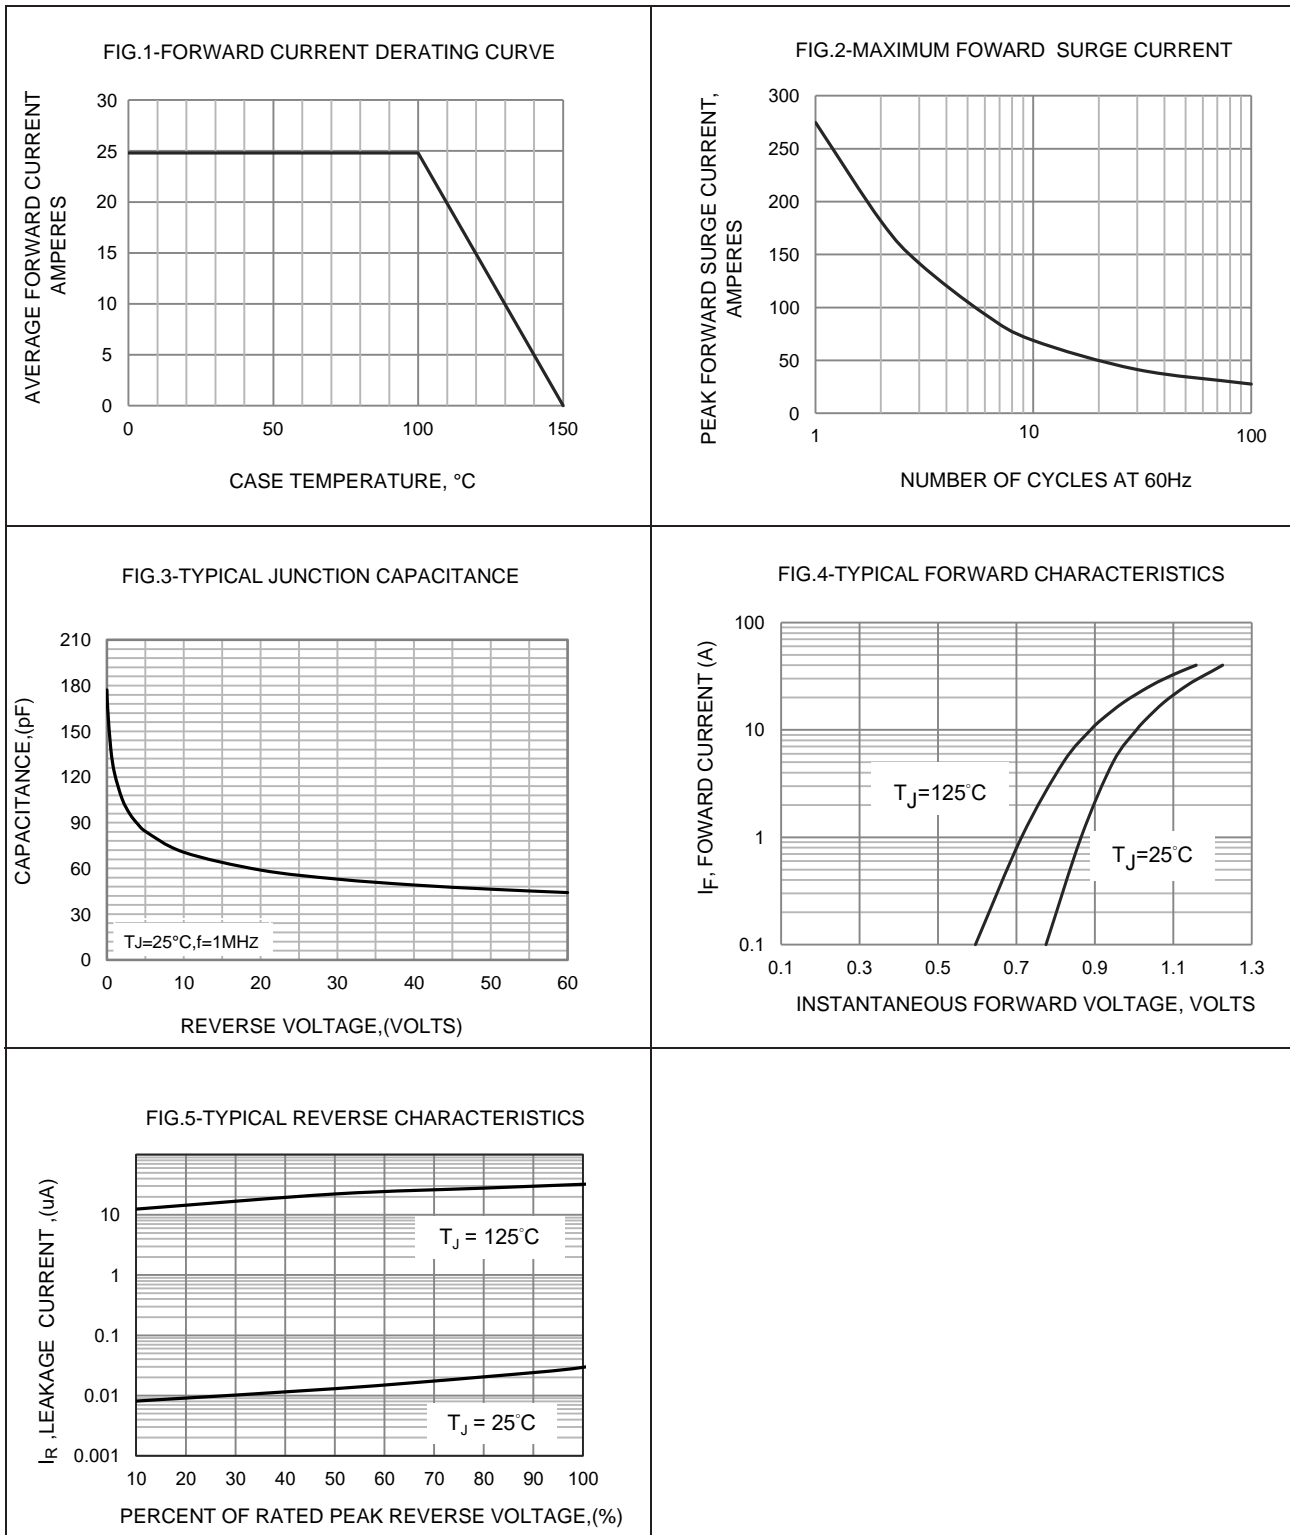 FIG.1-FORWARD CURRENT DERATING CURVE
AVERAGE FORWARD CURRENT
AMPERES
30
25
20
15
10
5
0
0 50 100 150
CASE TEMPERATURE, °C
FIG.2-MAXIMUM FOWARD SURGE CURRENT
PEAK FORWARD SURGE CURRENT,
AMPERES
300
250
200
150
100
50
0
1 10 100
NUMBER OF CYCLES AT 60Hz
FIG.3-TYPICAL JUNCTION CAPACITANCE
CAPACITANCE,(pF)
210
180
150
120
90
60
30
0
TJ=25°C,f=1MHz
0 10 20 30 40 50 60
REVERSE VOLTAGE,(VOLTS)
FIG.4-TYPICAL FORWARD CHARACTERISTICS
IF, FOWARD CURRENT (A)
100
10
1
0.1
TJ=125°C
TJ=25°C
0.1 0.3 0.5 0.7 0.9 1.1 1.3
INSTANTANEOUS FORWARD VOLTAGE, VOLTS
FIG.5-TYPICAL REVERSE CHARACTERISTICS
IR ,LEAKAGE CURRENT ,(uA)
10
1
0.1
0.01
0.001
TJ = 125°C
TJ = 25°C
10 20 30 40 50 60 70 80 90 100
PERCENT OF RATED PEAK REVERSE VOLTAGE,(%)